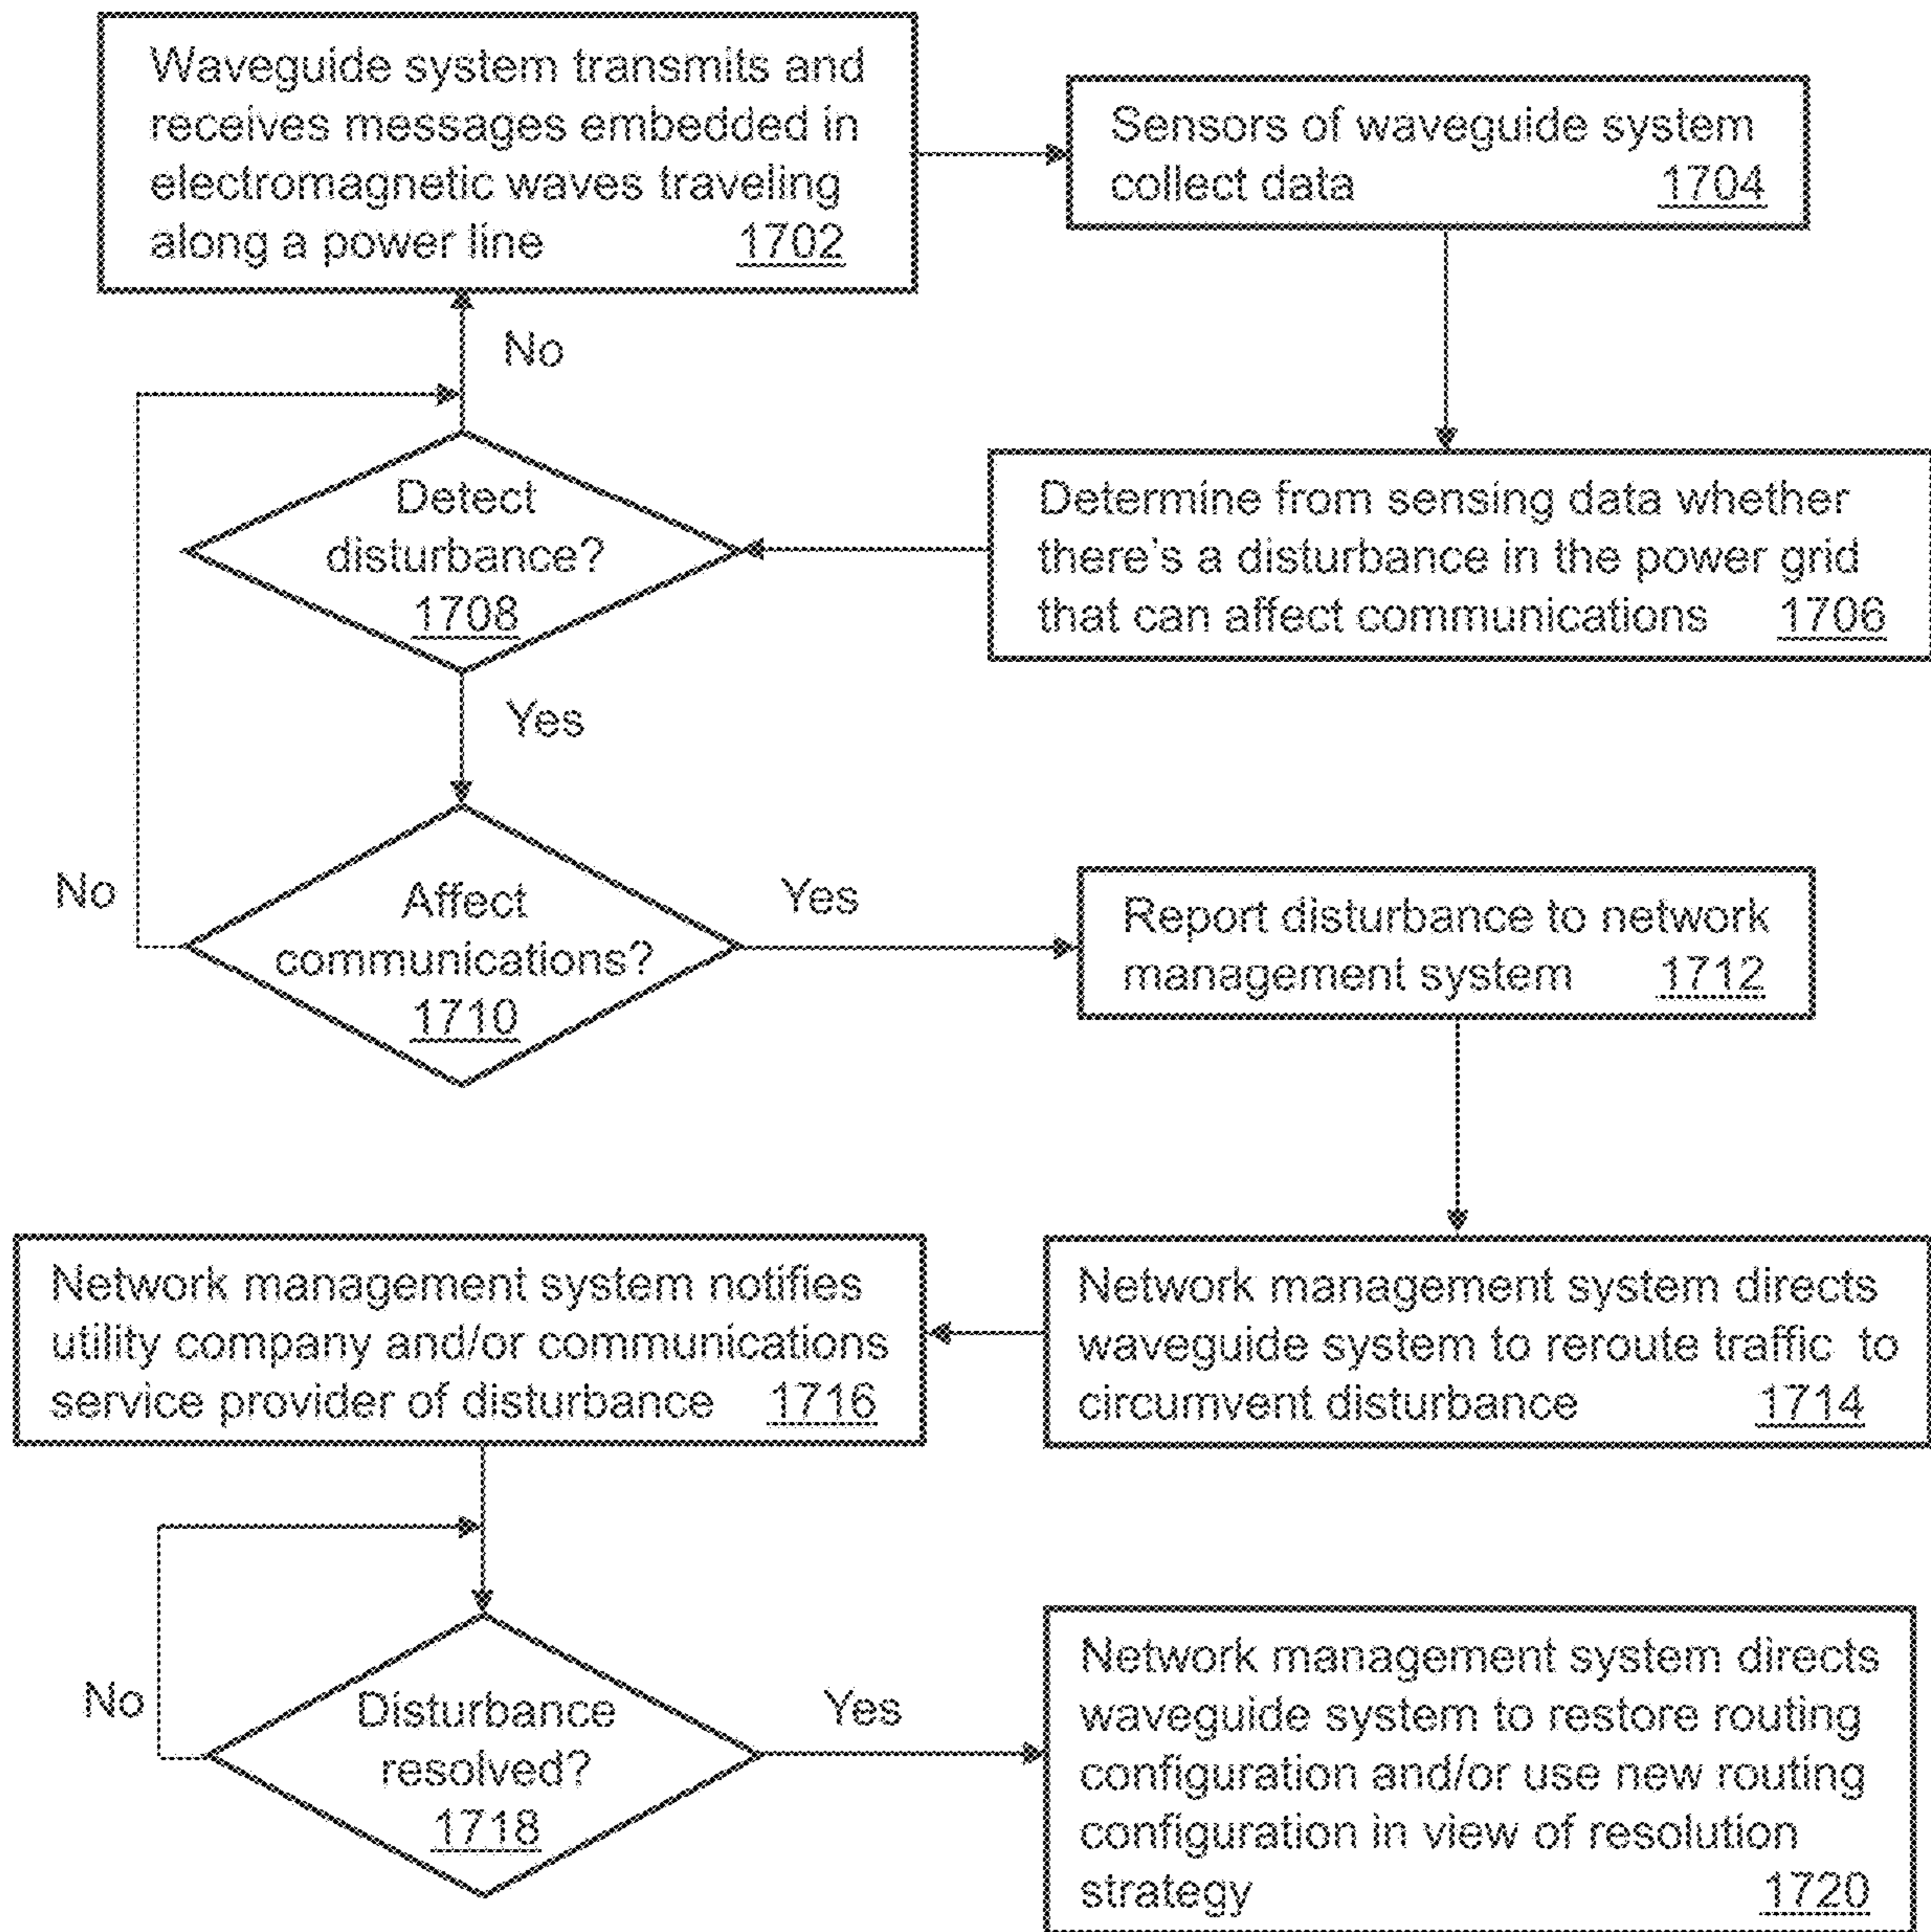 Waveguide system transmits and
receives messages embedded in
electromagnetic waves traveling
along a power line 1702
Sensors of waveguide system
collect data 1704
No
Detect
disturbance?
1708
Determine from sensing data whether
there's a disturbance in the power grid
that can affect communications 1706
Yes
No
Affect
communications?
1710
Yes
Report disturbance to network
management system 1712
Network management system notifies
utility company and/or communications
service provider of disturbance 1716
Network management system directs
waveguide system to reroute traffic to
circumvent disturbance 1714
No
Disturbance
resolved?
1718
Yes
Network management system directs
waveguide system to restore routing
configuration and/or use new routing
configuration in view of resolution
strategy 1720